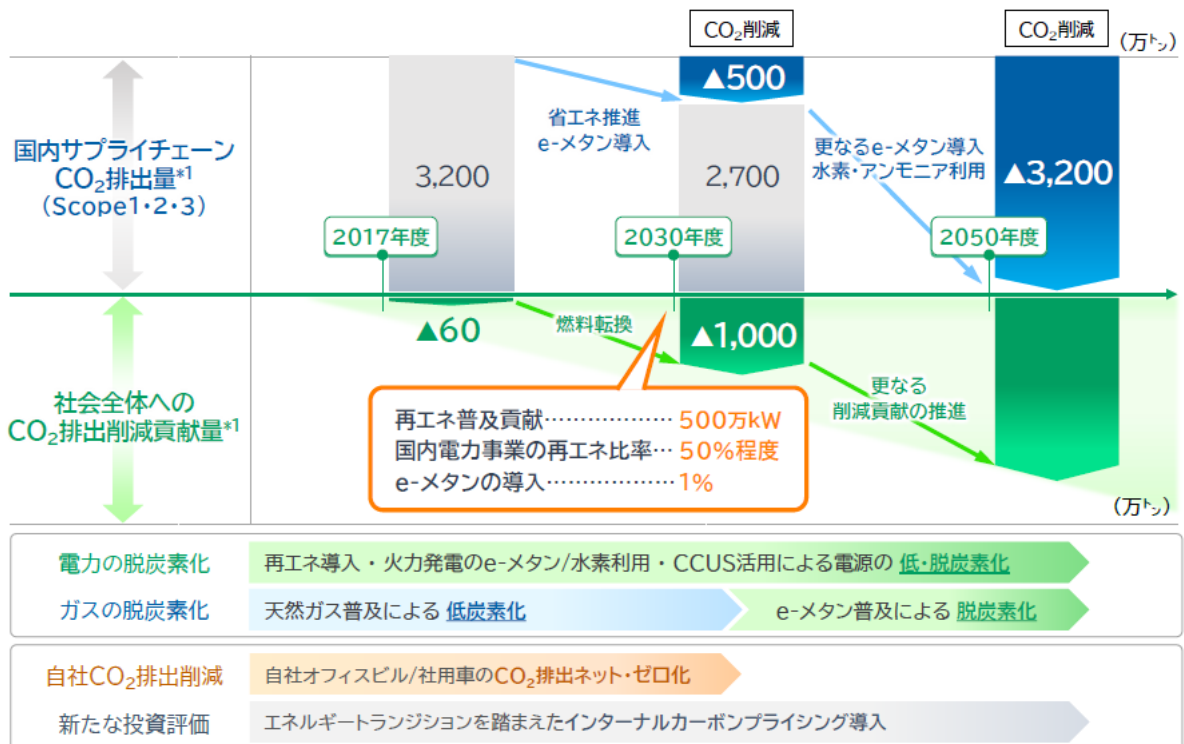 CO₂削減
CO₂削減
(万トン)
▲500
国内サプライチェーン
CO₂排出量*1
(Scope1・2・3)
3,200
省エネ推進
e-メタン導入
2,700
更なるe-メタン導入
水素・アンモニア利用
▲3,200
2017年度
2030年度
2050年度
▲60
燃料転換
▲1,000
社会全体への
CO₂排出削減貢献量*1
更なる
削減貢献の推進
再エネ普及貢献…………………500万kW
国内電力事業の再エネ比率…50%程度
e-メタンの導入………………1%
(万トン)
電力の脱炭素化 再エネ導入・火力発電のe-メタン/水素利用・CCUS活用による電源の 低・脱炭素化
ガスの脱炭素化 天然ガス普及による 低炭素化 e-メタン普及による 脱炭素化
自社CO₂排出削減 自社オフィスビル/社用車のCO₂排出ネット・ゼロ化
新たな投資評価 エネルギートランジションを踏まえたインターナルカーボンプライシング導入